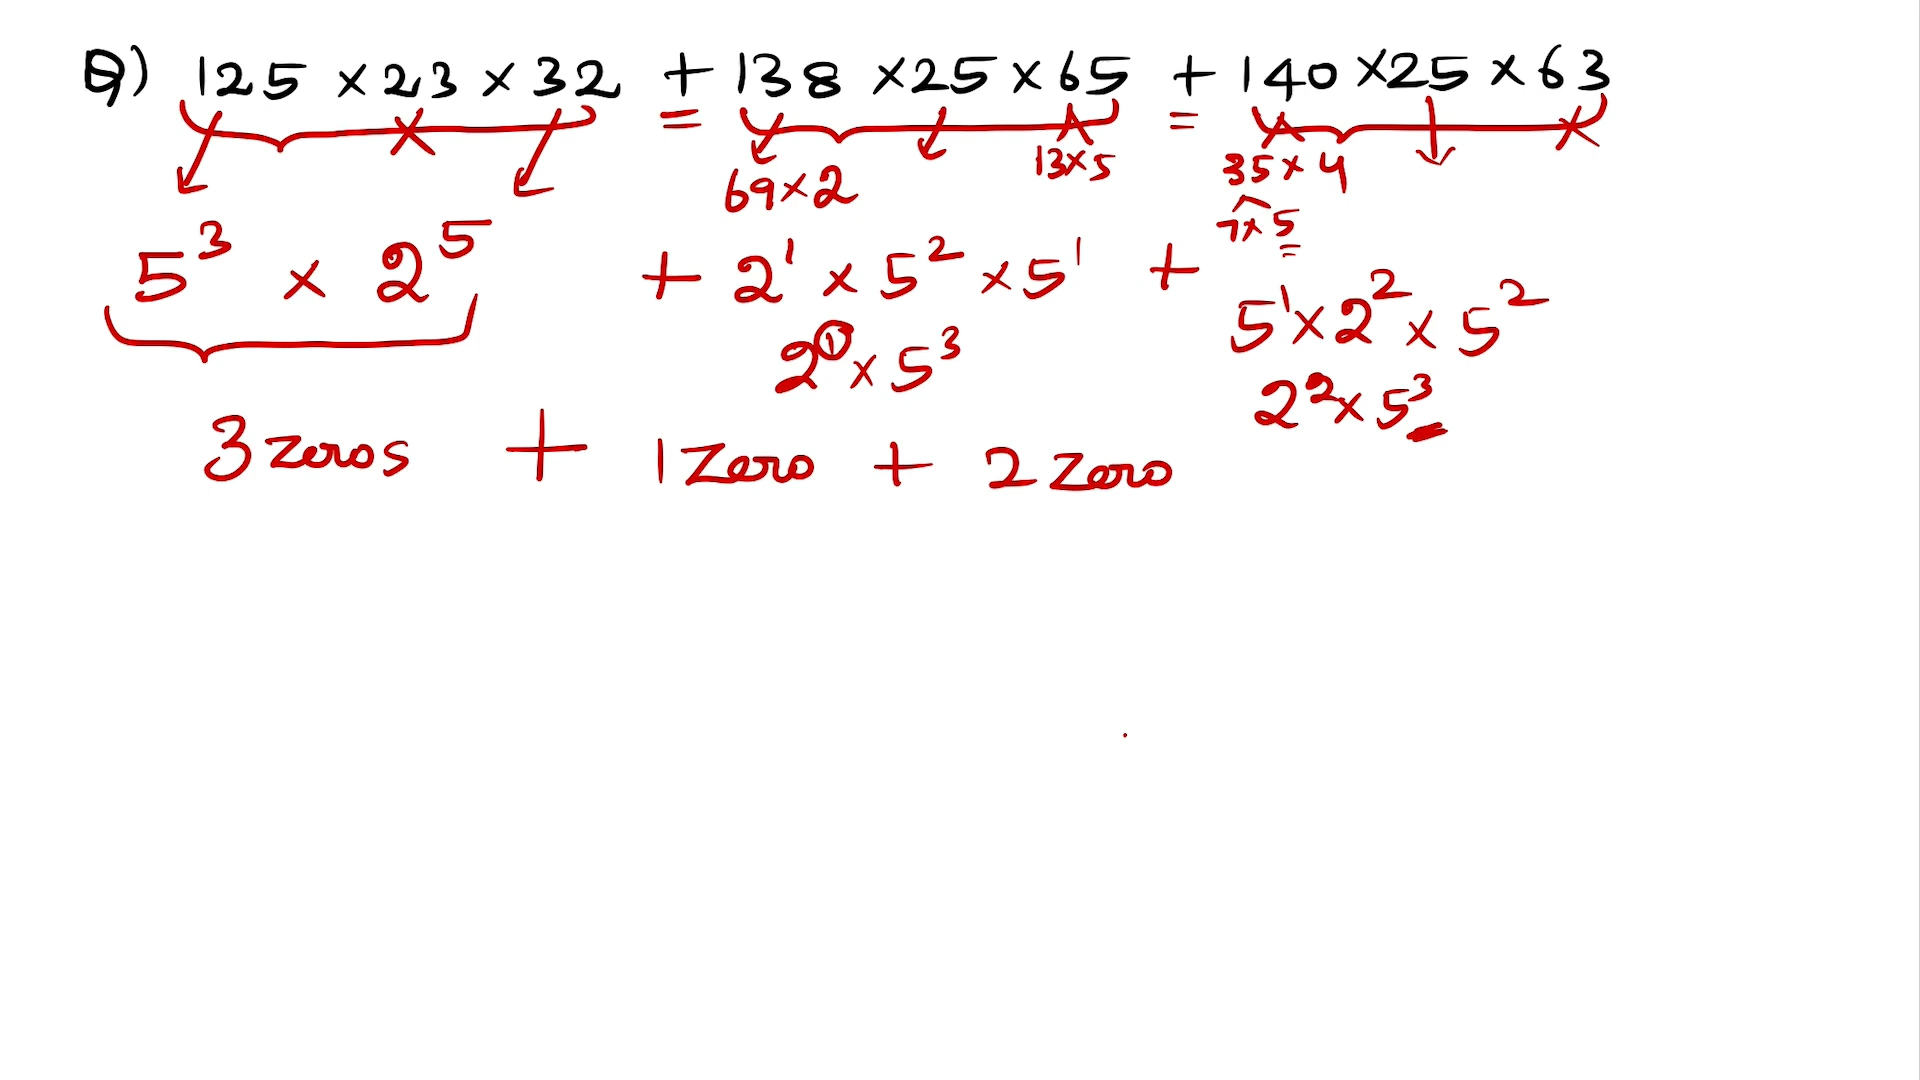 Q) 125 × 23 × 32 + 138 × 25 × 65 + 140 × 25 × 63
= =
69 × 2 13 × 5 35 × 4
7 × 5
=
5³ × 2⁵ + 2¹ × 5² × 5¹ + 5¹ × 2² × 5²
2¹ × 5³ 2² × 5³
3 zeros + 1 zero + 2 zero